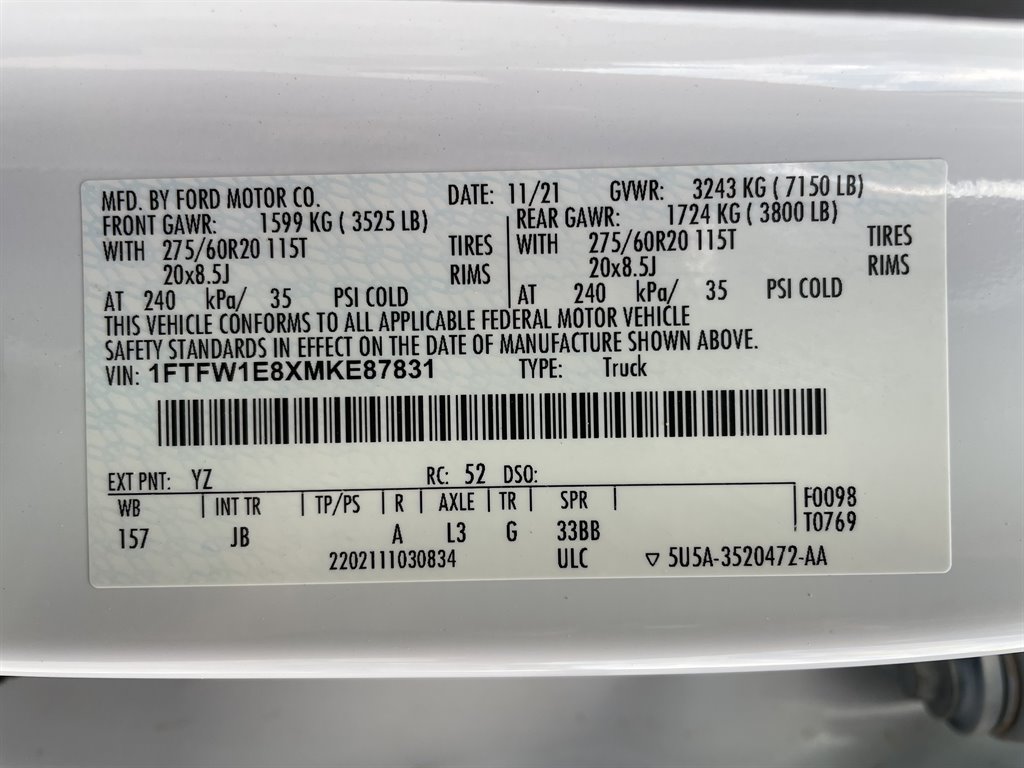 MFD. BY FORD MOTOR CO. DATE: 11/21 GVWR: 3243 KG ( 7150 LB)
FRONT GAWR: 1599 KG ( 3525 LB) REAR GAWR: 1724 KG ( 3800 LB)
WITH 275/60R20 115T TIRES WITH 275/60R20 115T TIRES
20x8.5J RIMS 20x8.5J RIMS
AT 240 kPa/ 35 PSI COLD AT 240 kPa/ 35 PSI COLD
THIS VEHICLE CONFORMS TO ALL APPLICABLE FEDERAL MOTOR VEHICLE
SAFETY STANDARDS IN EFFECT ON THE DATE OF MANUFACTURE SHOWN ABOVE.
VIN: 1FTFW1E8XMKE87831 TYPE: Truck
EXT PNT: YZ RC: 52 DSO:
WB INT TR TP/PS R AXLE TR SPR F0098
157 JB A L3 G 33BB T0769
2202111030834 ULC ▽ 5U5A-3520472-AA